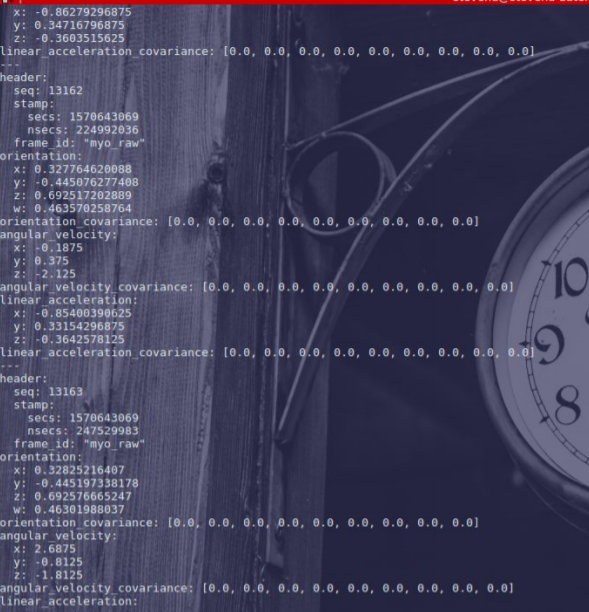 x: -0.86279296875
y: 0.34716796875
z: -0.3603515625
linear_acceleration_covariance: [0.0, 0.0, 0.0, 0.0, 0.0, 0.0, 0.0, 0.0, 0.0]
---
header:
seq: 13162
stamp:
secs: 1570643069
nsecs: 224992036
frame_id: "myo_raw"
orientation:
x: 0.327764620088
y: -0.445076277408
z: 0.692517202889
w: 0.463570258764
orientation_covariance: [0.0, 0.0, 0.0, 0.0, 0.0, 0.0, 0.0, 0.0, 0.0]
angular_velocity:
x: -0.1875
y: 0.375
z: -2.125
angular_velocity_covariance: [0.0, 0.0, 0.0, 0.0, 0.0, 0.0, 0.0, 0.0, 0.0]
linear_acceleration:
x: -0.85400390625
y: 0.33154296875
z: -0.3642578125
linear_acceleration_covariance: [0.0, 0.0, 0.0, 0.0, 0.0, 0.0, 0.0, 0.0, 0.0]
---
header:
seq: 13163
stamp:
secs: 1570643069
nsecs: 247529983
frame_id: "myo_raw"
orientation:
x: 0.32825216407
y: -0.445197338178
z: 0.692576665247
w: 0.46301988037
orientation_covariance: [0.0, 0.0, 0.0, 0.0, 0.0, 0.0, 0.0, 0.0, 0.0]
angular_velocity:
x: 2.6875
y: -0.8125
z: -1.8125
angular_velocity_covariance: [0.0, 0.0, 0.0, 0.0, 0.0, 0.0, 0.0, 0.0, 0.0]
linear_acceleration:
10
9
8